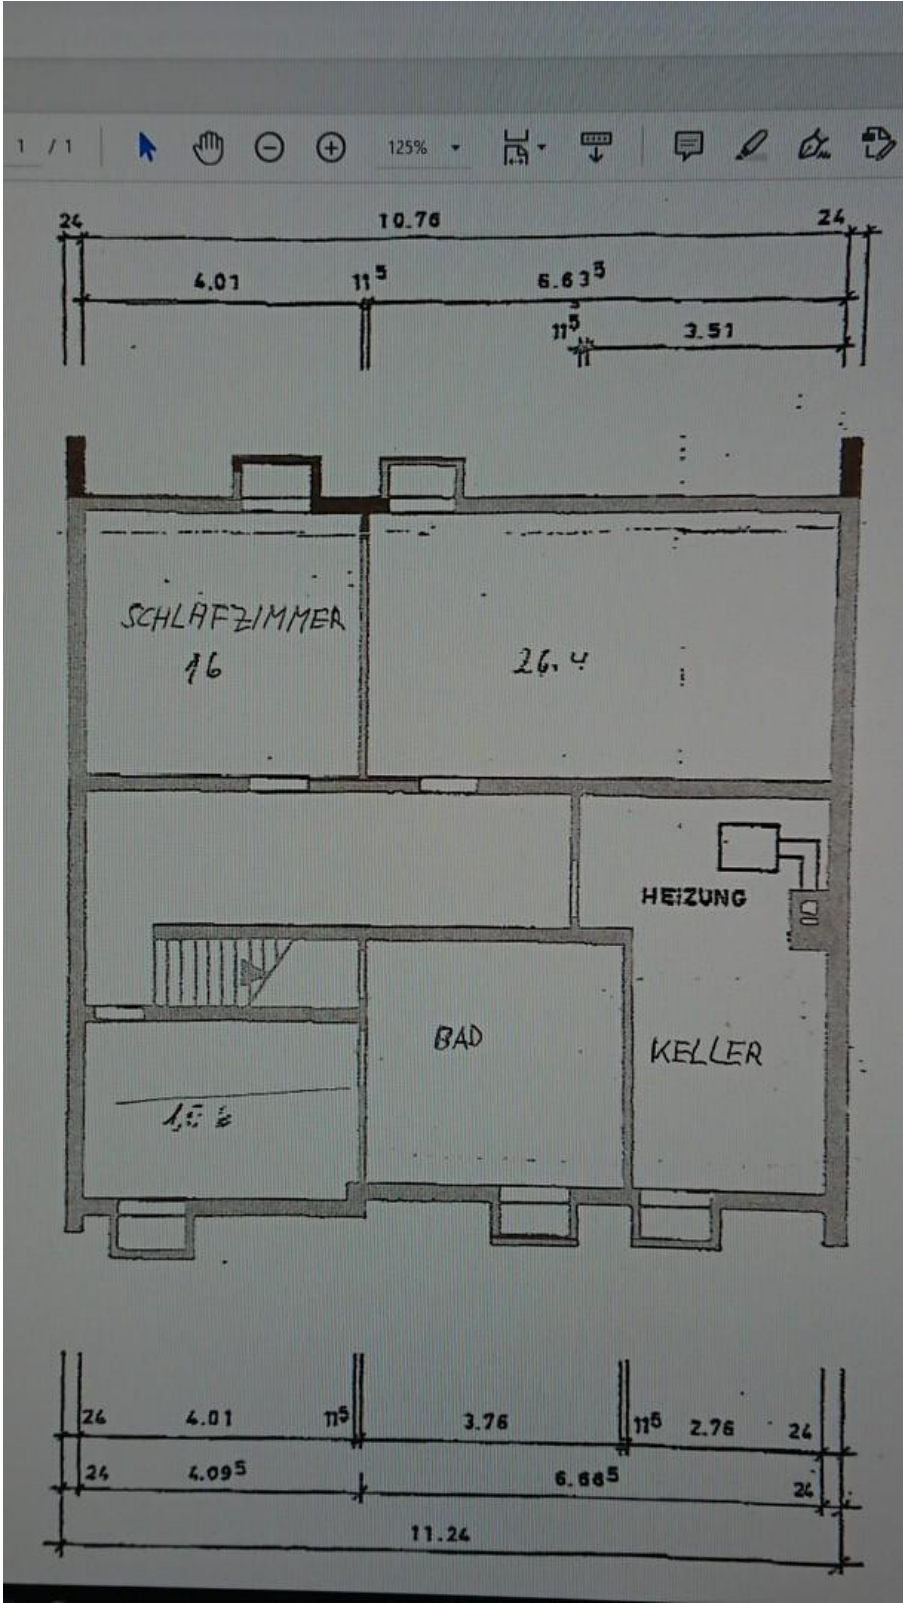 1 / 1 125%
24 10.76 24
4.01 11⁵ 6.63⁵
11⁵ 3.51
SCHLAFZIMMER
16
26.4
HEIZUNG
BAD
KELLER
24 4.01 11⁵ 3.76 11⁵ 2.76 24
24 4.09⁵ 6.66⁵ 24
11.24